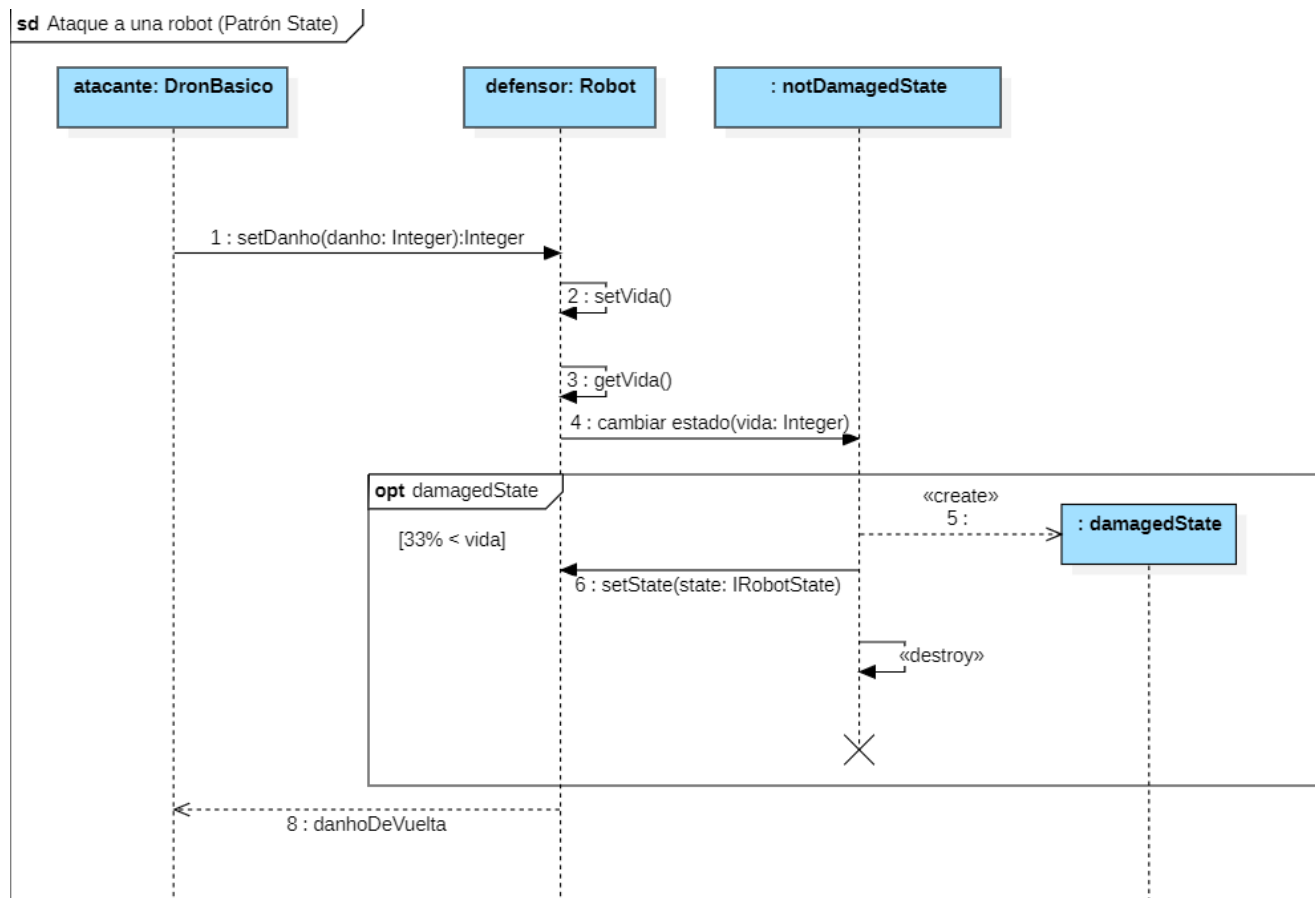 sd Ataque a una robot (Patrón State)
atacante: DronBasico
defensor: Robot
: notDamagedState
1 : setDanho(danho: Integer):Integer
2 : setVida()
3 : getVida()
4 : cambiar estado(vida: Integer)
opt damagedState
[33% < vida]
«create»
5 :
: damagedState
6 : setState(state: IRobotState)
«destroy»
8 : danhoDeVuelta